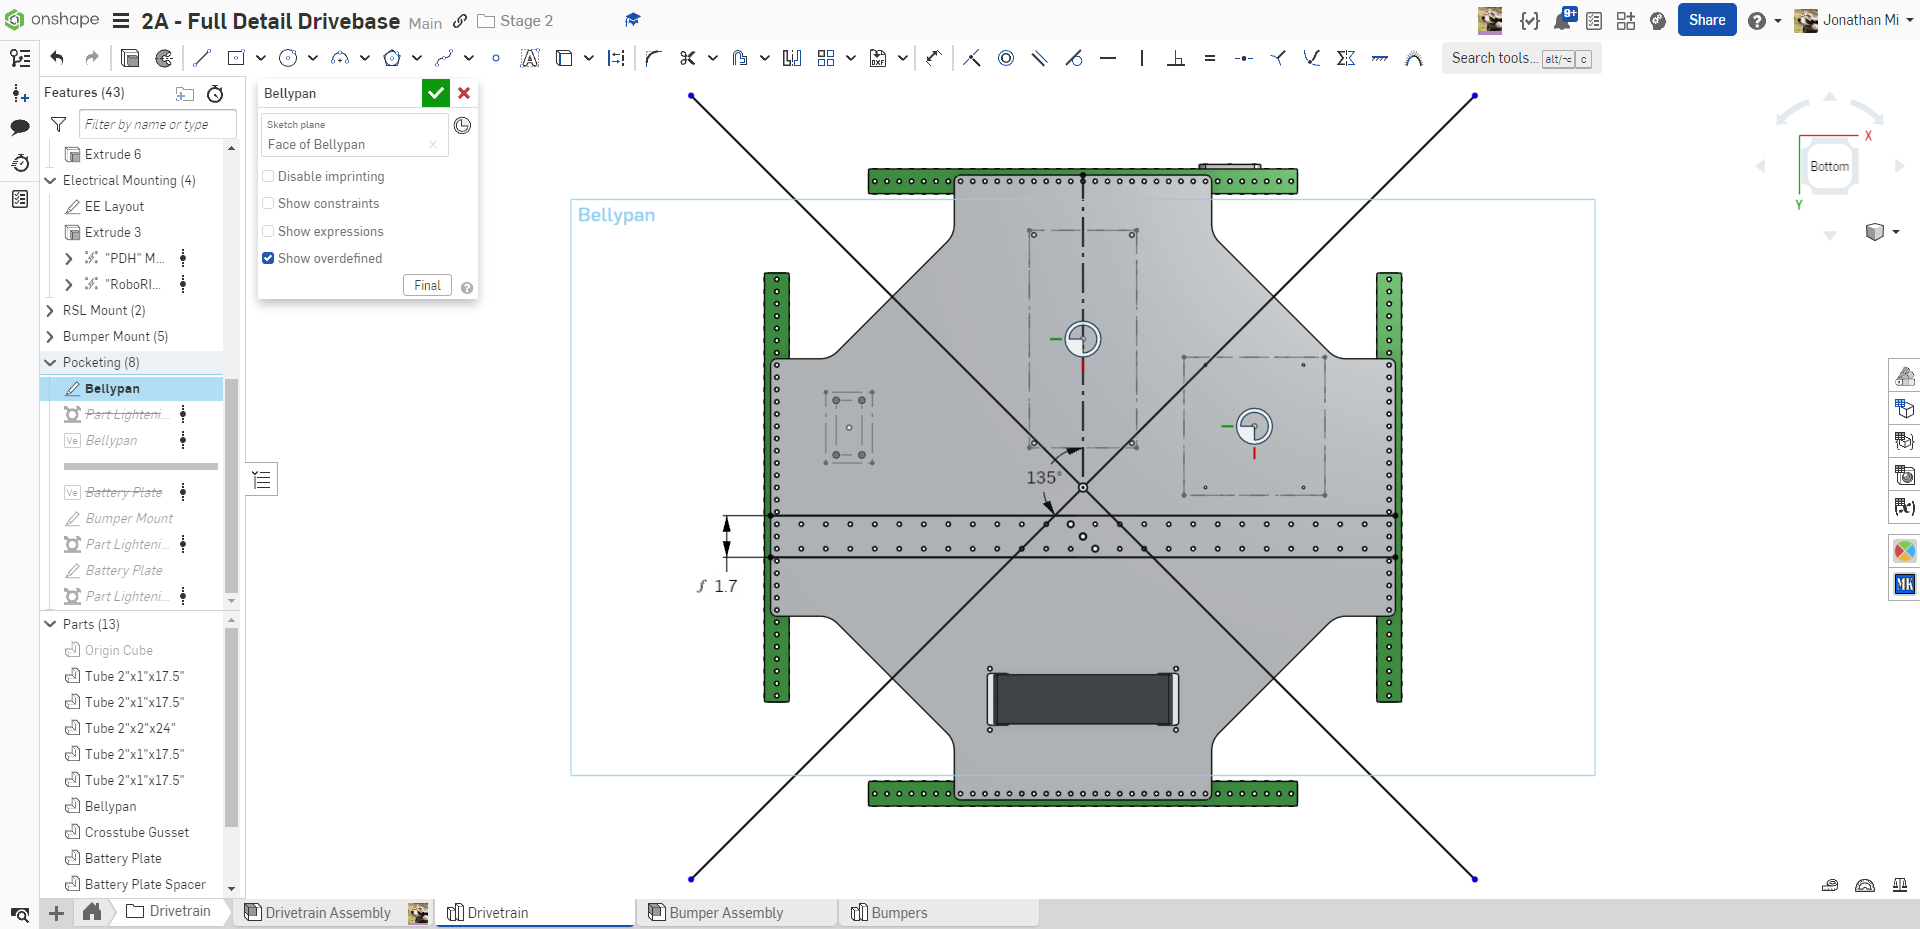 onshape
2A - Full Detail Drivebase Main
Stage 2
9+
Share
Jonathan Mi
DXF
Search tools... alt/⌥ c
Features (43)
Filter by name or type
Extrude 6
Electrical Mounting (4)
EE Layout
Extrude 3
"PDH" M...
"RoboRI...
RSL Mount (2)
Bumper Mount (5)
Pocketing (8)
Bellypan
Part Lighteni...
Ve Bellypan
Ve Battery Plate
Bumper Mount
Part Lighteni...
Battery Plate
Part Lighteni...
Parts (13)
Origin Cube
Tube 2"x1"x17.5"
Tube 2"x1"x17.5"
Tube 2"x2"x24"
Tube 2"x1"x17.5"
Tube 2"x1"x17.5"
Bellypan
Crosstube Gusset
Battery Plate
Battery Plate Spacer
Bellypan
Sketch plane
Face of Bellypan
Disable imprinting
Show constraints
Show expressions
Show overdefined
Final
Bellypan
135°
ƒ 1.7
X
Bottom
Y
MK
Drivetrain
Drivetrain Assembly
Drivetrain
Bumper Assembly
Bumpers